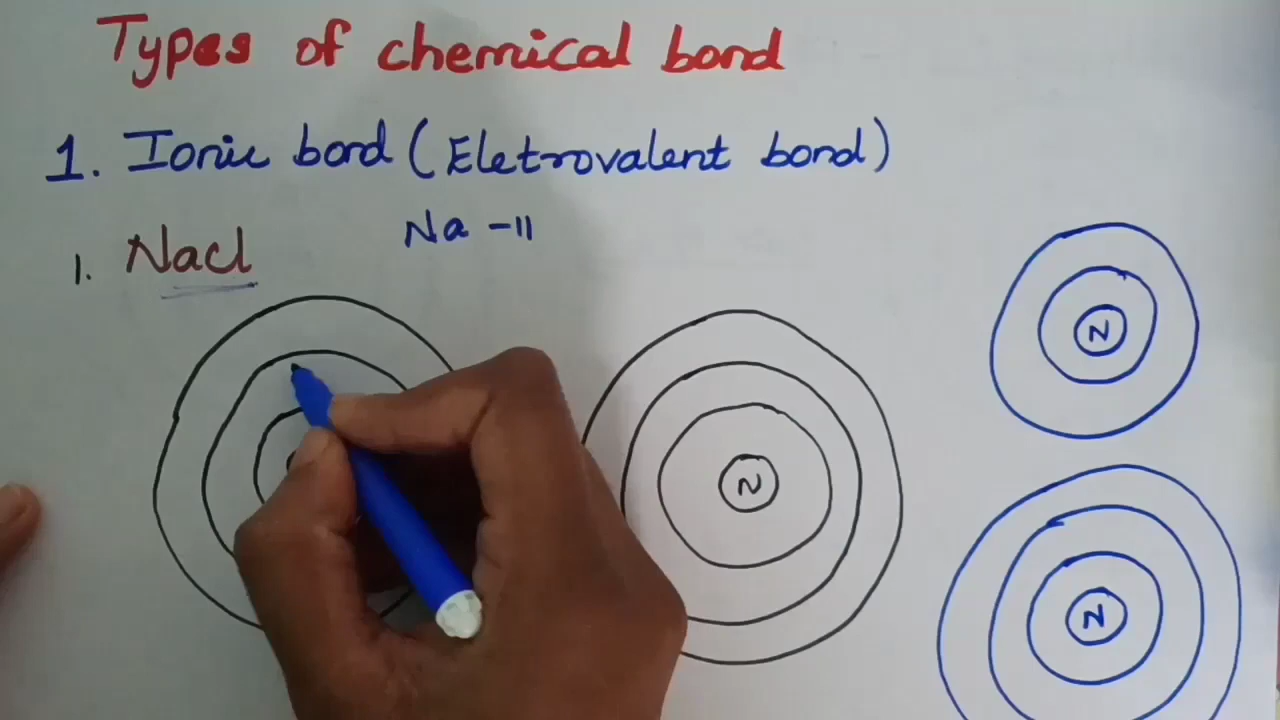 Types of chemical bond
1. Ionic bond (Eletrovalent bond)
Na -11
1. Nacl
N
N
N